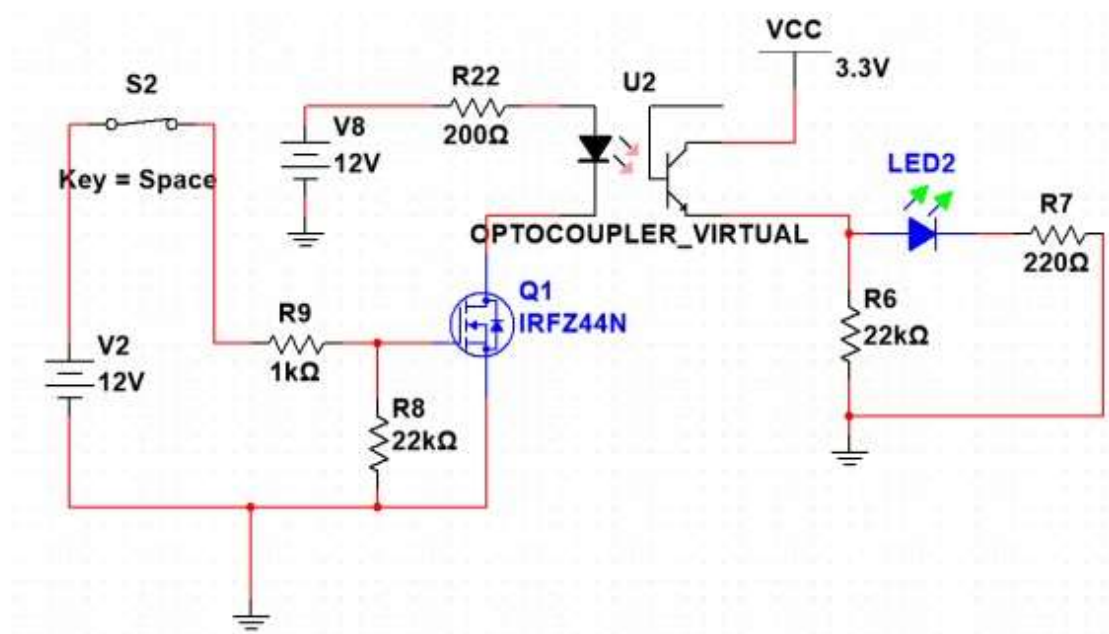 VCC
3.3V
S2
R22
U2
V8
12V
200Ω
Key = Space
LED2
R7
OPTOCOUPLER_VIRTUAL
220Ω
Q1
IRFZ44N
R9
1kΩ
R6
22kΩ
V2
12V
R8
22kΩ